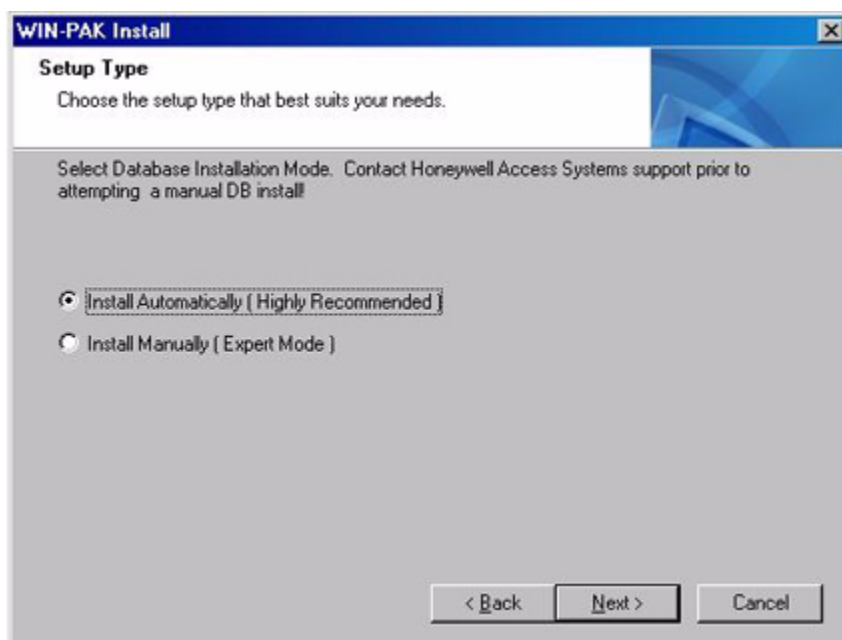 WIN-PAK Install
Setup Type
Choose the setup type that best suits your needs.
Select Database Installation Mode. Contact Honeywell Access Systems support prior to
attempting a manual DB install!
Install Automatically ( Highly Recommended )
Install Manually ( Expert Mode )
< Back
Next >
Cancel